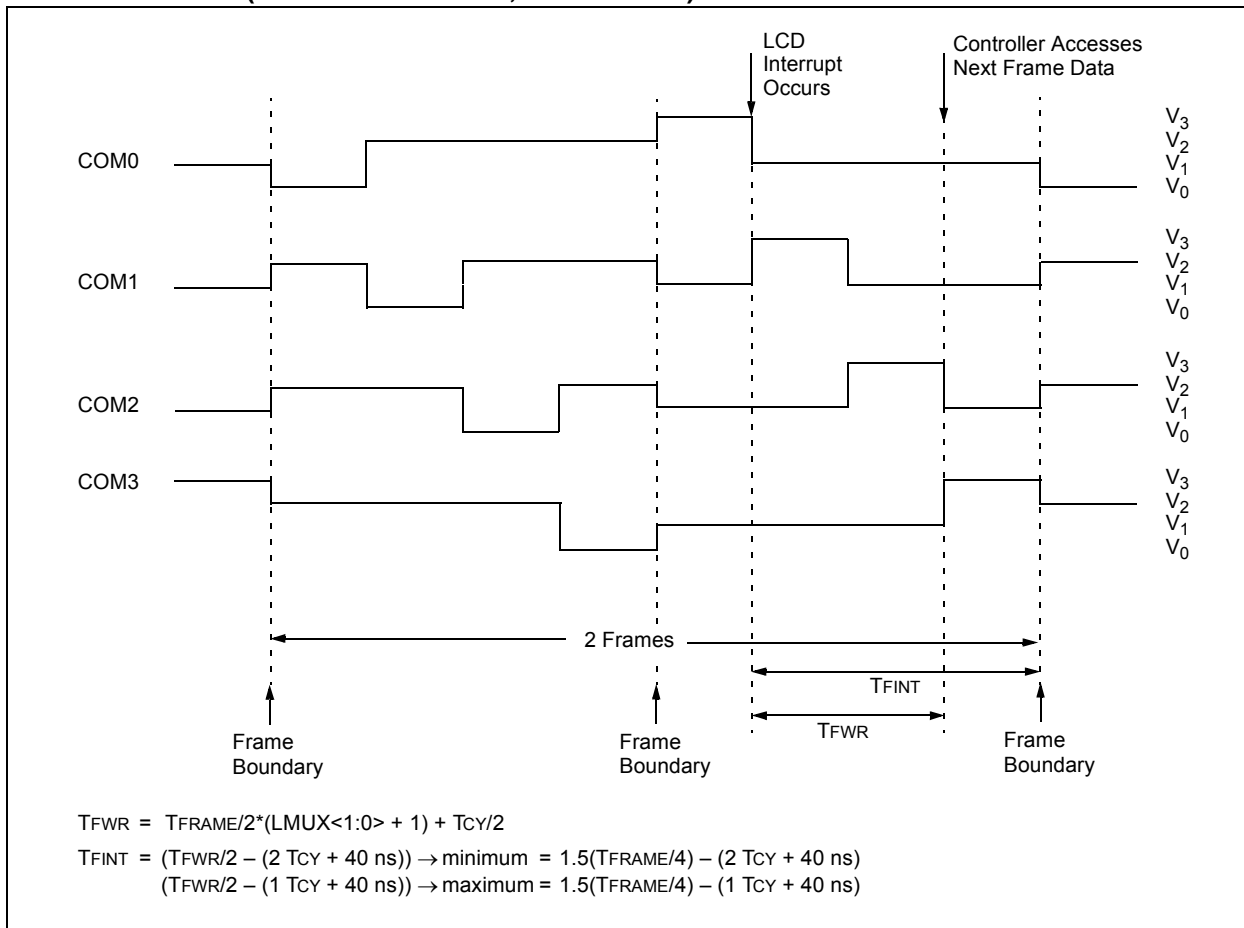 LCD
Interrupt
Occurs
Controller Accesses
Next Frame Data
COM0
V3
V2
V1
V0
COM1
V3
V2
V1
V0
COM2
V3
V2
V1
V0
COM3
V3
V2
V1
V0
2 Frames
TFINT
TFWR
Frame
Boundary
Frame
Boundary
Frame
Boundary
TFWR = TFRAME/2*(LMUX<1:0> + 1) + TCY/2
TFINT = (TFWR/2 – (2 TCY + 40 ns)) → minimum = 1.5(TFRAME/4) – (2 TCY + 40 ns)
(TFWR/2 – (1 TCY + 40 ns)) → maximum = 1.5(TFRAME/4) – (1 TCY + 40 ns)